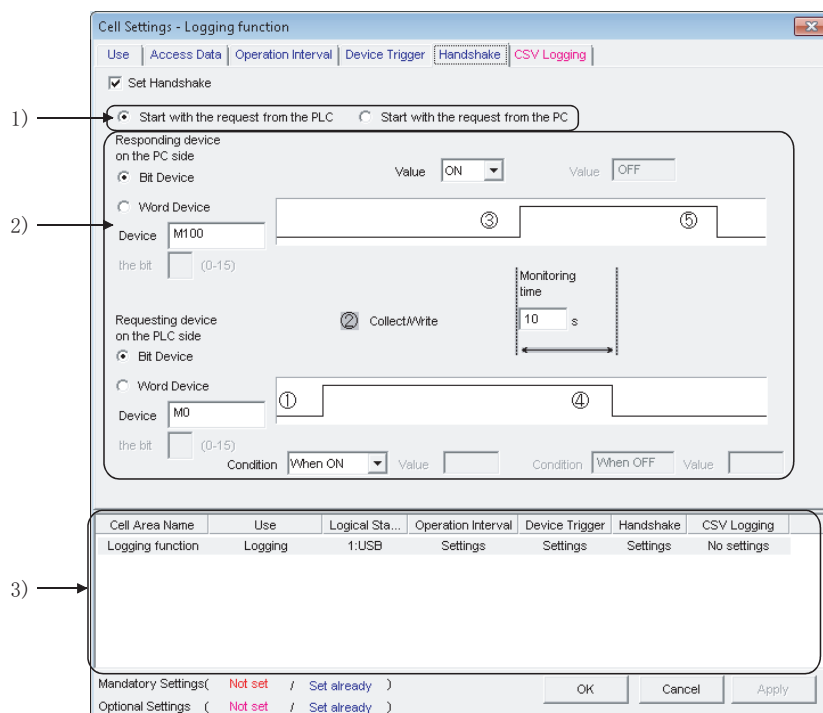 Cell Settings - Logging function
Use Access Data Operation Interval Device Trigger Handshake CSV Logging
Set Handshake
1) Start with the request from the PLC Start with the request from the PC
Responding device
on the PC side
Bit Device Value ON Value OFF
Word Device
2) ③ ⑤
Device M100
the bit (0-15)
Monitoring
time
Requesting device ② Collect/Write 10 s
on the PLC side
Bit Device
Word Device
① ④
Device M0
the bit (0-15)
Condition When ON Value Condition When OFF Value
Cell Area Name Use Logical Sta... Operation Interval Device Trigger Handshake CSV Logging
Logging function Logging 1:USB Settings Settings Settings No settings
3)
Mandatory Settings( Not set / Set already ) OK Cancel Apply
Optional Settings ( Not set / Set already )